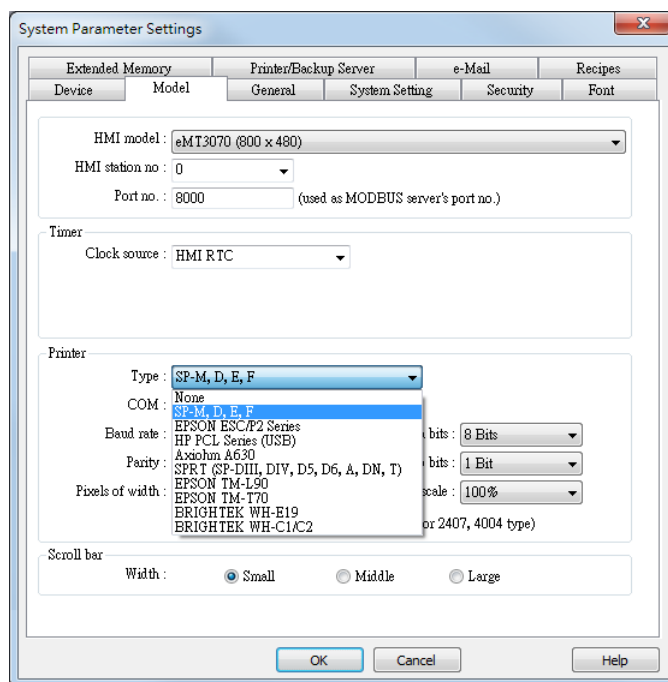 System Parameter Settings
Extended Memory Printer/Backup Server e-Mail Recipes
Device Model General System Setting Security Font
HMI model : eMT3070 (800 x 480)
HMI station no : 0
Port no. : 8000 (used as MODBUS server's port no.)
Timer
Clock source : HMI RTC
Printer
Type : SP-M, D, E, F
None
COM : SP-M, D, E, F
EPSON ESC/P2 Series
Baud rate : HP PCL Series (USB) bits : 8 Bits
Axiohm A630
Parity : SPRT (SP-DIII, DIV, D5, D6, A, DN, T) bits : 1 Bit
EPSON TM-L90
Pixels of width : EPSON TM-T70 scale : 100%
BRIGHTEK WH-E19
BRIGHTEK WH-C1/C2 or 2407, 4004 type)
Scroll bar
Width : Small Middle Large
OK Cancel Help